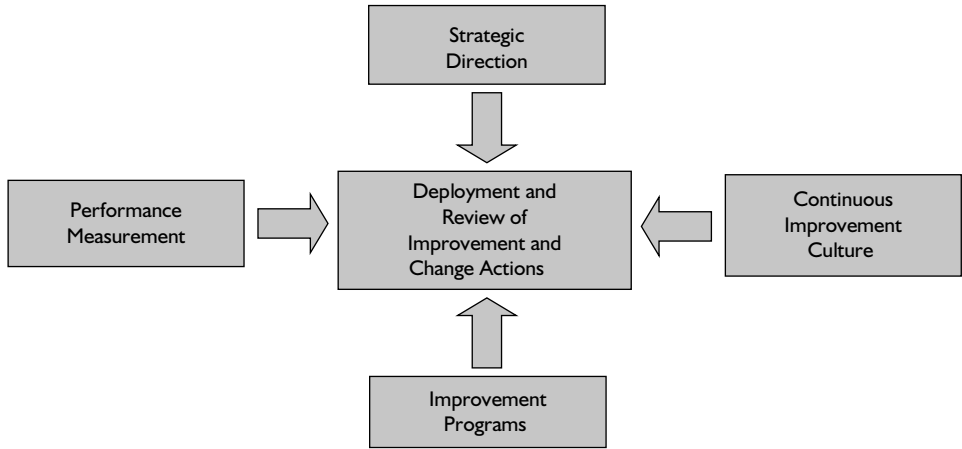 Strategic
Direction
Performance
Measurement
Deployment and
Review of
Improvement and
Change Actions
Continuous
Improvement
Culture
Improvement
Programs